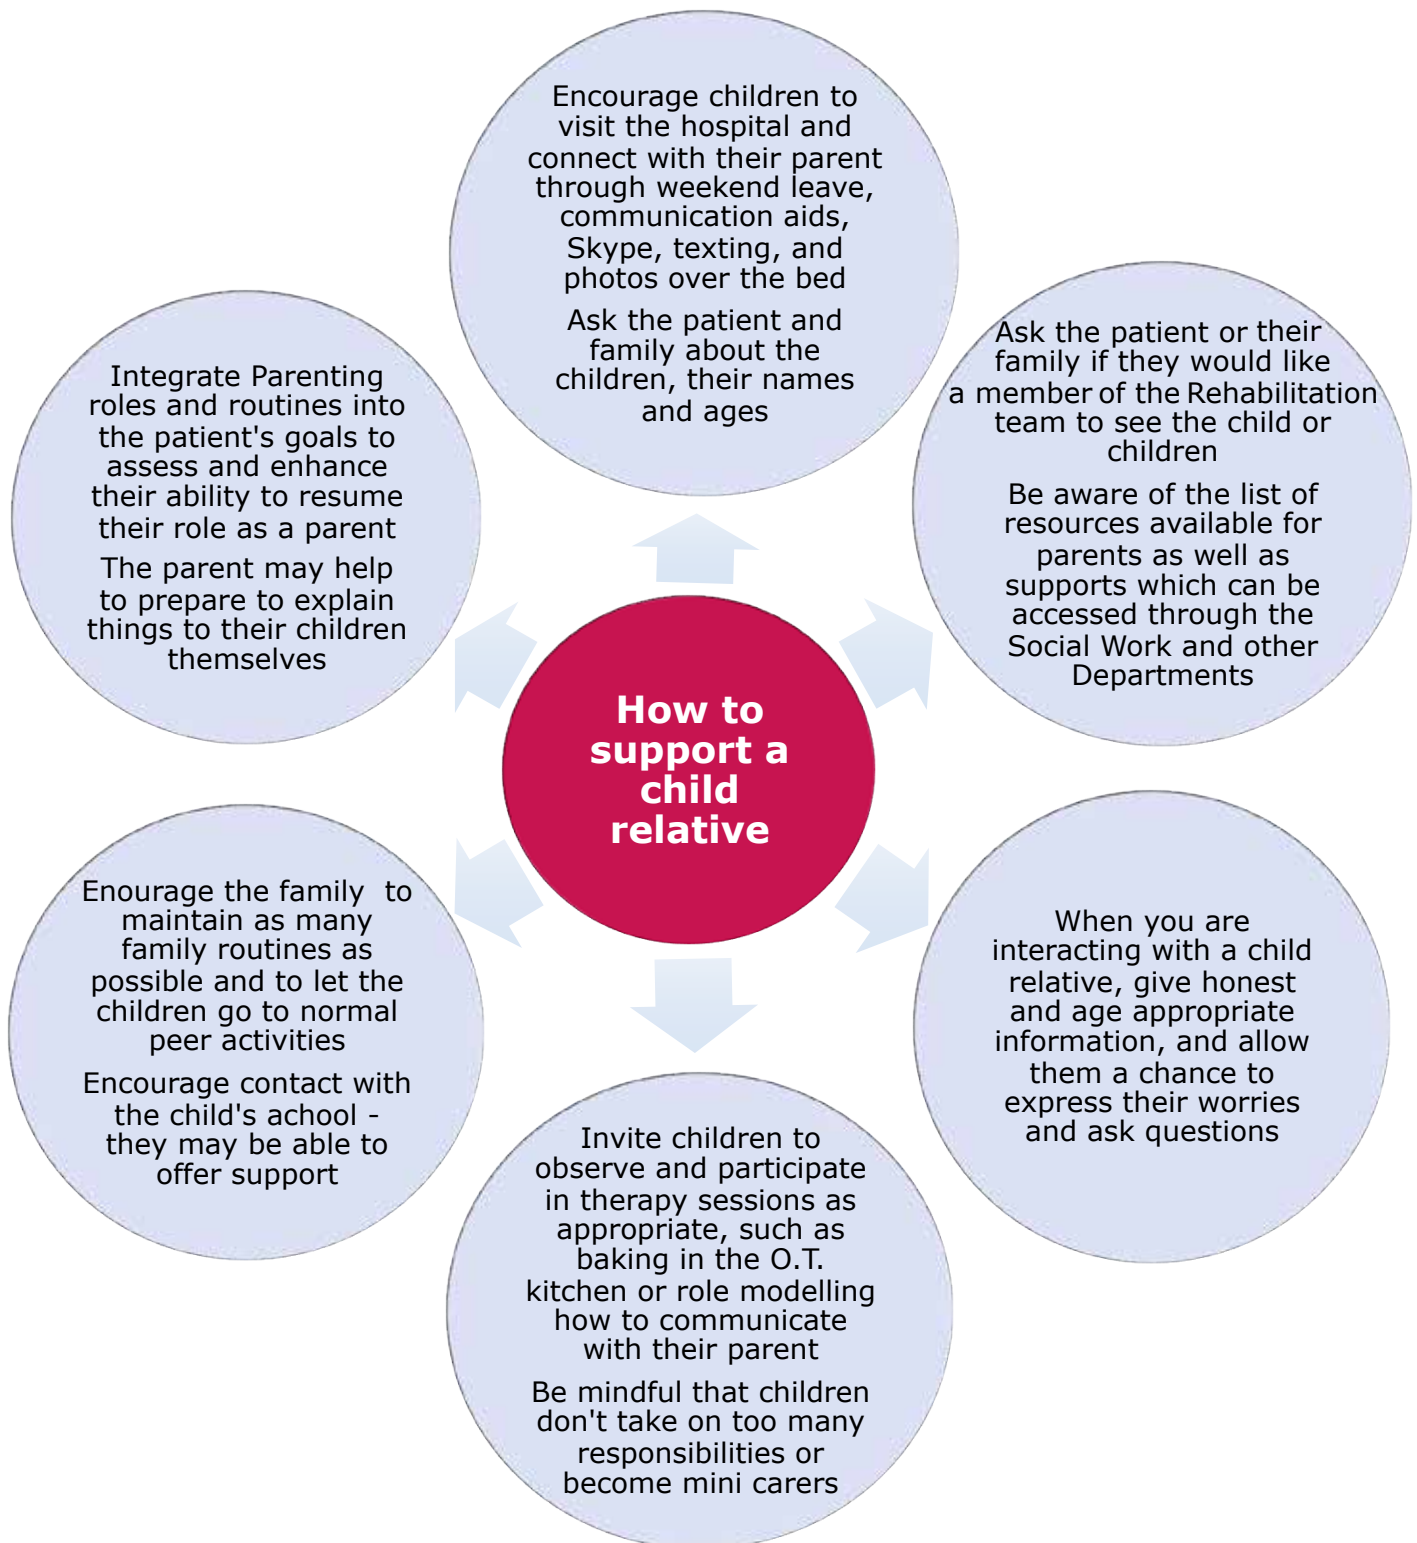 How to
support a
child
relative
Encourage children to
visit the hospital and
connect with their parent
through weekend leave,
communication aids,
Skype, texting, and
photos over the bed
Ask the patient and
family about the
children, their names
and ages
Ask the patient or their
family if they would like
a member of the Rehabilitation
team to see the child or
children
Be aware of the list of
resources available for
parents as well as
supports which can be
accessed through the
Social Work and other
Departments
When you are
interacting with a child
relative, give honest
and age appropriate
information, and allow
them a chance to
express their worries
and ask questions
Invite children to
observe and participate
in therapy sessions as
appropriate, such as
baking in the O.T.
kitchen or role modelling
how to communicate
with their parent
Be mindful that children
don't take on too many
responsibilities or
become mini carers
Enourage the family  to
maintain as many
family routines as
possible and to let the
children go to normal
peer activities
Encourage contact with
the child's achool -
they may be able to
offer support
Integrate Parenting
roles and routines into
the patient's goals to
assess and enhance
their ability to resume
their role as a parent
The parent may help
to prepare to explain
things to their children
themselves